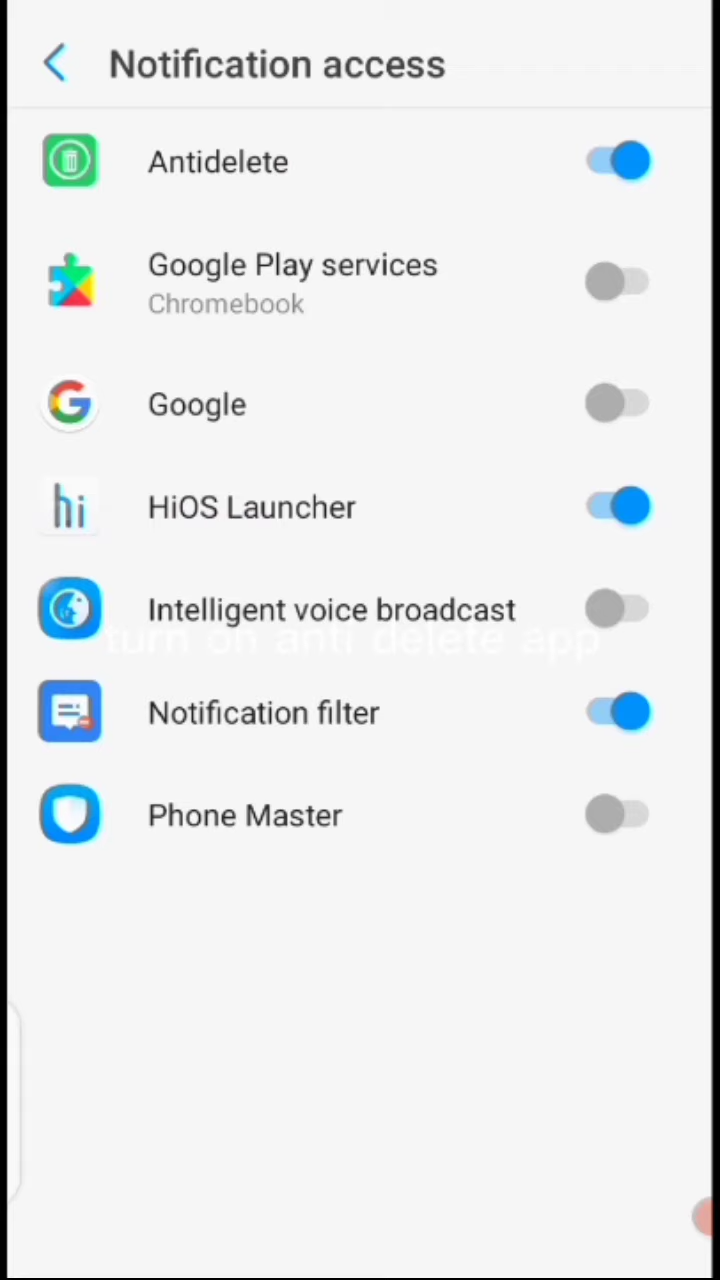 Notification access
Antidelete
Google Play services
Chromebook
Google
hi
HiOS Launcher
Intelligent voice broadcast
turn on anti delete app
Notification filter
Phone Master